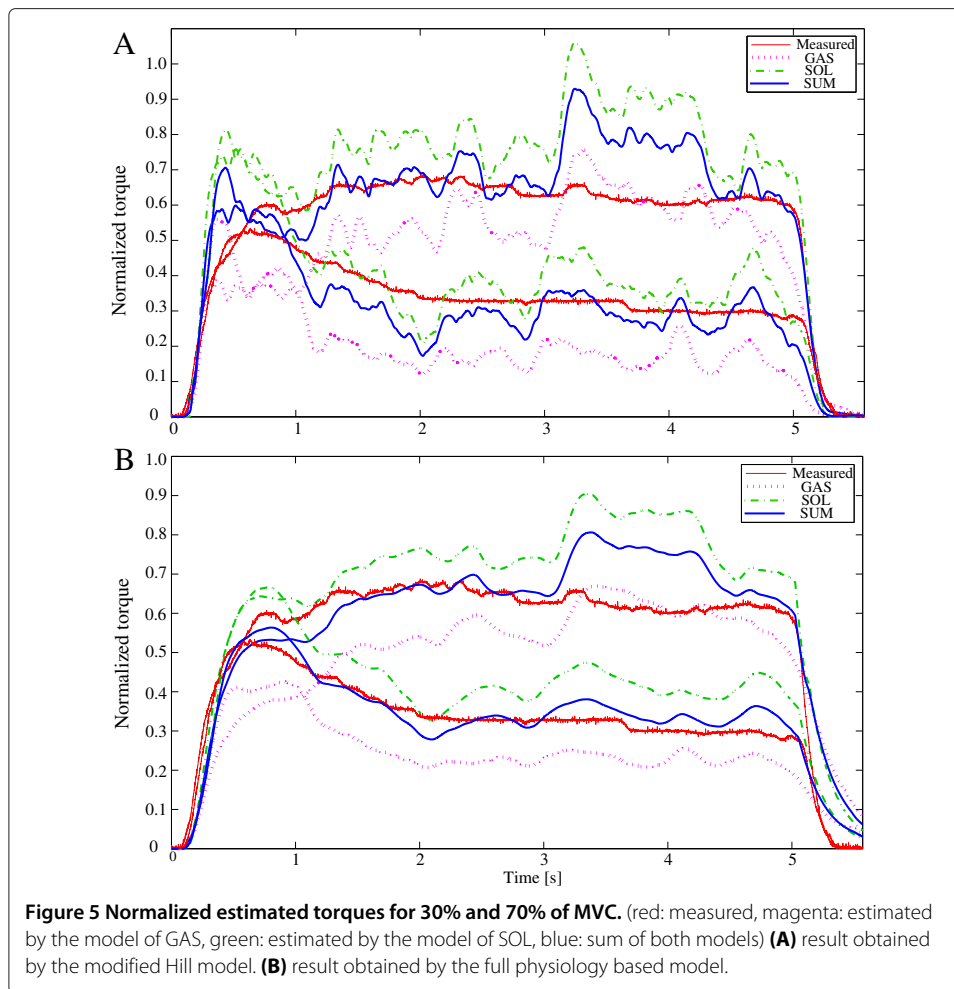 A
Measured
GAS
SOL
SUM
1.0
0.9
0.8
0.7
0.6
0.5
0.4
0.3
0.2
0.1
0
Normalized torque
0 1 2 3 4 5
B
Measured
GAS
SOL
SUM
1.0
0.9
0.8
0.7
0.6
0.5
0.4
0.3
0.2
0.1
0
Normalized torque
0 1 2 3 4 5
Time [s]
Figure 5 Normalized estimated torques for 30% and 70% of MVC. (red: measured, magenta: estimated
by the model of GAS, green: estimated by the model of SOL, blue: sum of both models) (A) result obtained
by the modified Hill model. (B) result obtained by the full physiology based model.